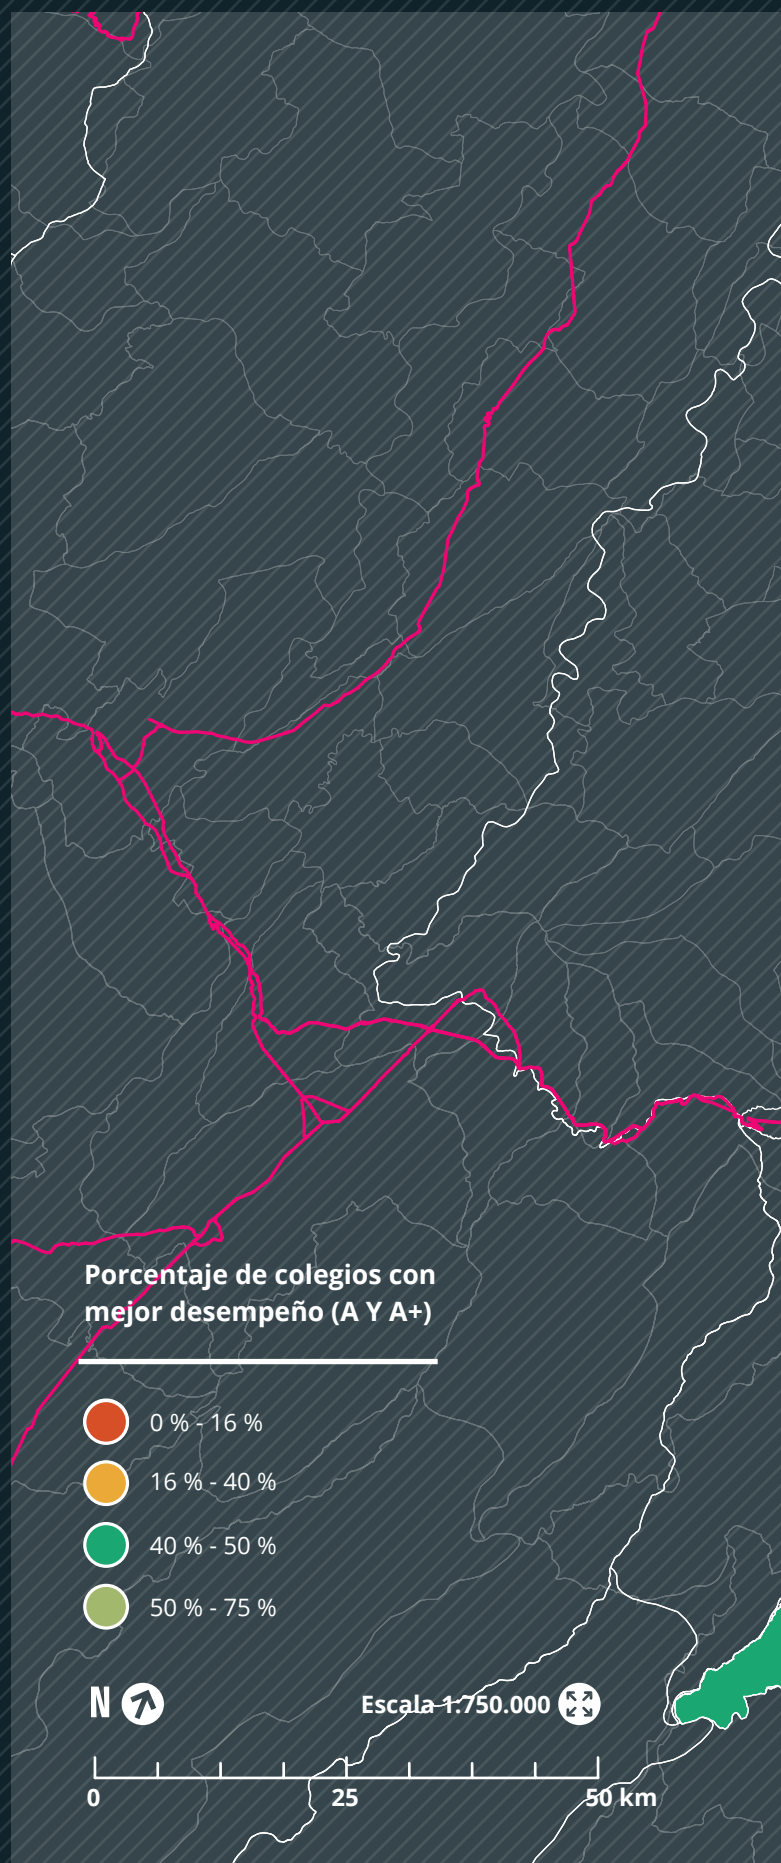 Porcentaje de colegios con
mejor desempeño (A Y A+)
0 % - 16 %
16 % - 40 %
40 % - 50 %
50 % - 75 %
N
Escala 1:750.000
0 25 50 km